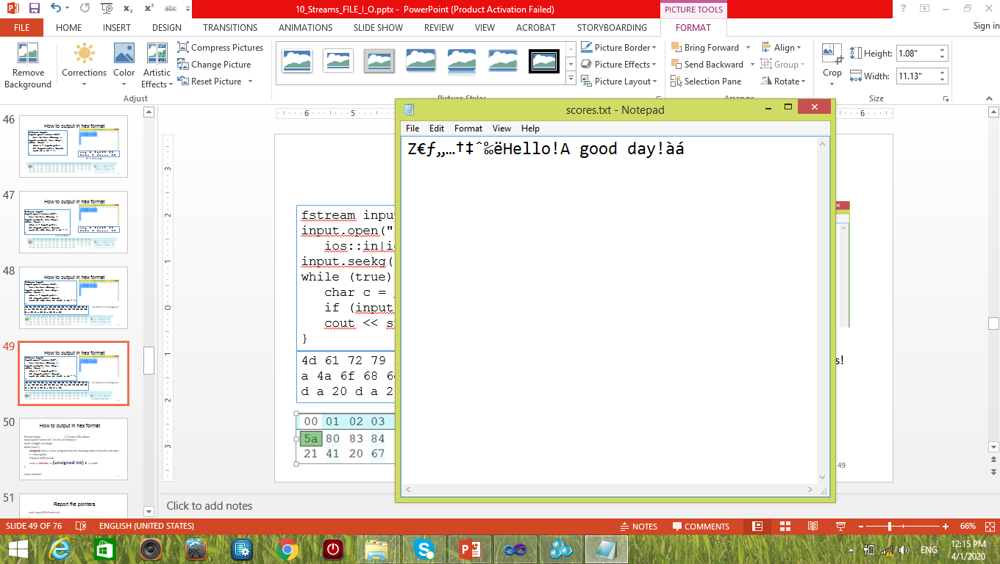 10_Streams_FILE_I_O.pptx - PowerPoint (Product Activation Failed)
PICTURE TOOLS
FILE HOME INSERT DESIGN TRANSITIONS ANIMATIONS SLIDE SHOW REVIEW VIEW ACROBAT STORYBOARDING FORMAT
Sign in
Remove Background
Corrections
Color
Artistic Effects
Compress Pictures
Change Picture
Reset Picture
Adjust
Picture Styles
Picture Border
Picture Effects
Picture Layout
Bring Forward
Send Backward
Selection Pane
Align
Group
Rotate
Arrange
Crop
Height: 1.08"
Width: 11.13"
Size
46
How to output in hex format
47
How to output in hex format
48
How to output in hex format
49
How to output in hex format
50
How to output in hex format
51
Report file pointers
fstream inpu
input.open("
ios::in|i
input.seekg(
while (true)
char c =
if (input
cout << s
}
4d 61 72 79
a 4a 6f 68 6
d a 20 d a 2
00 01 02 03
5a 80 83 84
21 41 20 67
s!
49
scores.txt - Notepad
File Edit Format View Help
Z€ƒ„…†‡ˆ‰ëHello!A good day!àá
Click to add notes
SLIDE 49 OF 76 ENGLISH (UNITED STATES) NOTES COMMENTS 66%
DOC
ENG
12:15 PM
4/1/2020